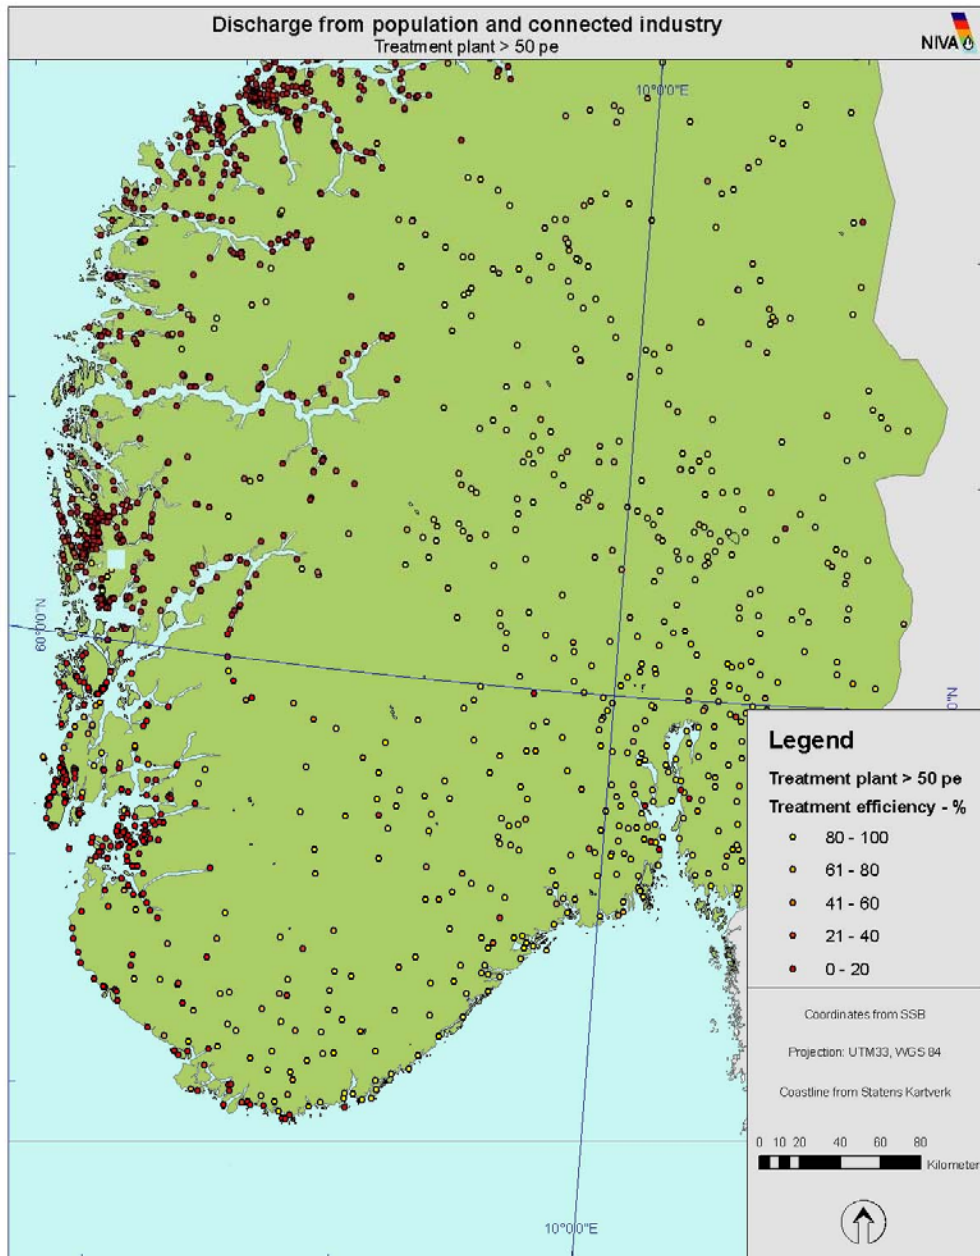 Discharge from population and connected industry
Treatment plant > 50 pe
NIVA
10°0'0"E
60°0'0"N
0"N
Legend
Treatment plant > 50 pe
Treatment efficiency - %
80 - 100
61 - 80
41 - 60
21 - 40
0 - 20
Coordinates from SSB
Projection: UTM33, WGS 84
Coastline from Statens Kartverk
0 10 20 40 60 80
Kilometer
10°0'0"E